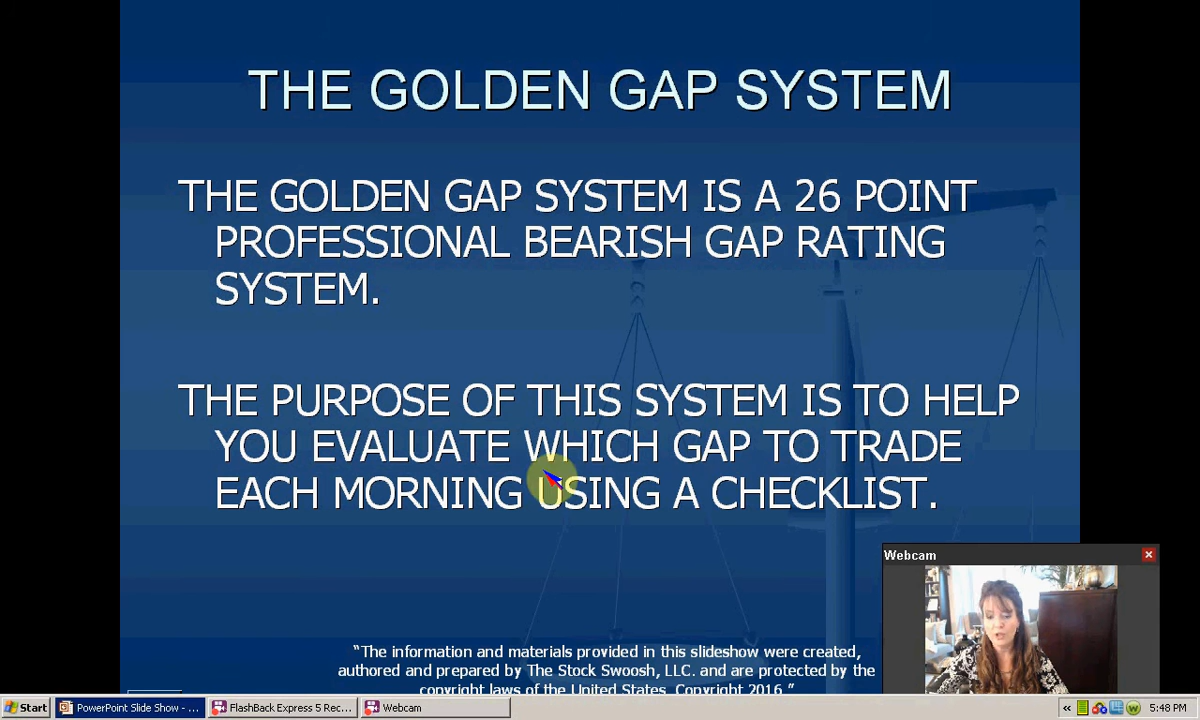 THE GOLDEN GAP SYSTEM
THE GOLDEN GAP SYSTEM IS A 26 POINT
PROFESSIONAL BEARISH GAP RATING
SYSTEM.
THE PURPOSE OF THIS SYSTEM IS TO HELP
YOU EVALUATE WHICH GAP TO TRADE
EACH MORNING USING A CHECKLIST.
Webcam
“The information and materials provided in this slideshow were created,
authored and prepared by The Stock Swoosh, LLC. and are protected by the
copyright laws of the United States. Copyright 2016.”
Start
PowerPoint Slide Show - ...
FlashBack Express 5 Rec...
Webcam
5:48 PM